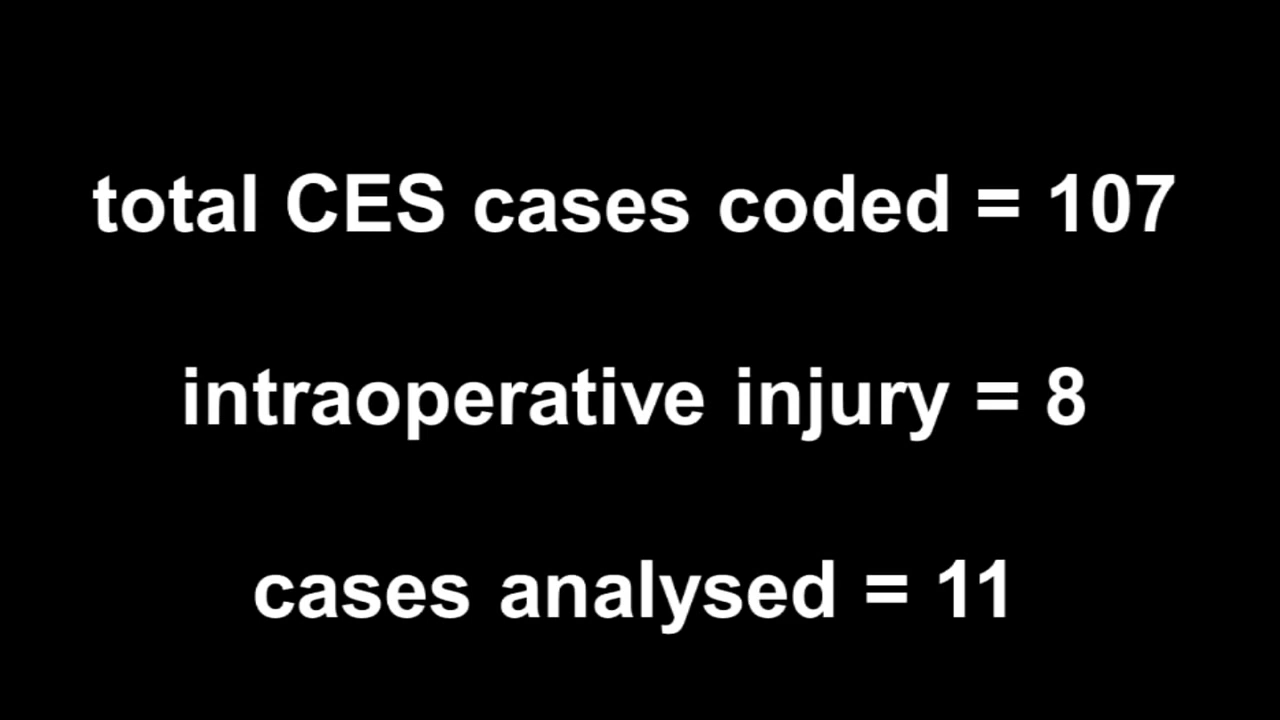 total CES cases coded = 107
intraoperative injury = 8
cases analysed = 11